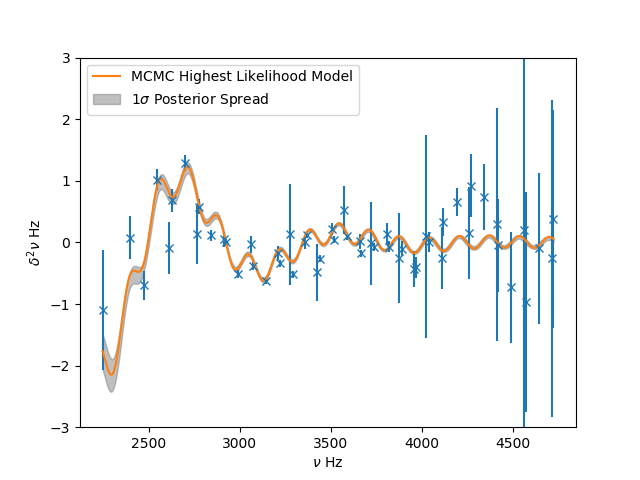 3
2
1
0
−1
−2
−3
δ²ν Hz
MCMC Highest Likelihood Model
1σ Posterior Spread
2500 3000 3500 4000 4500
ν Hz